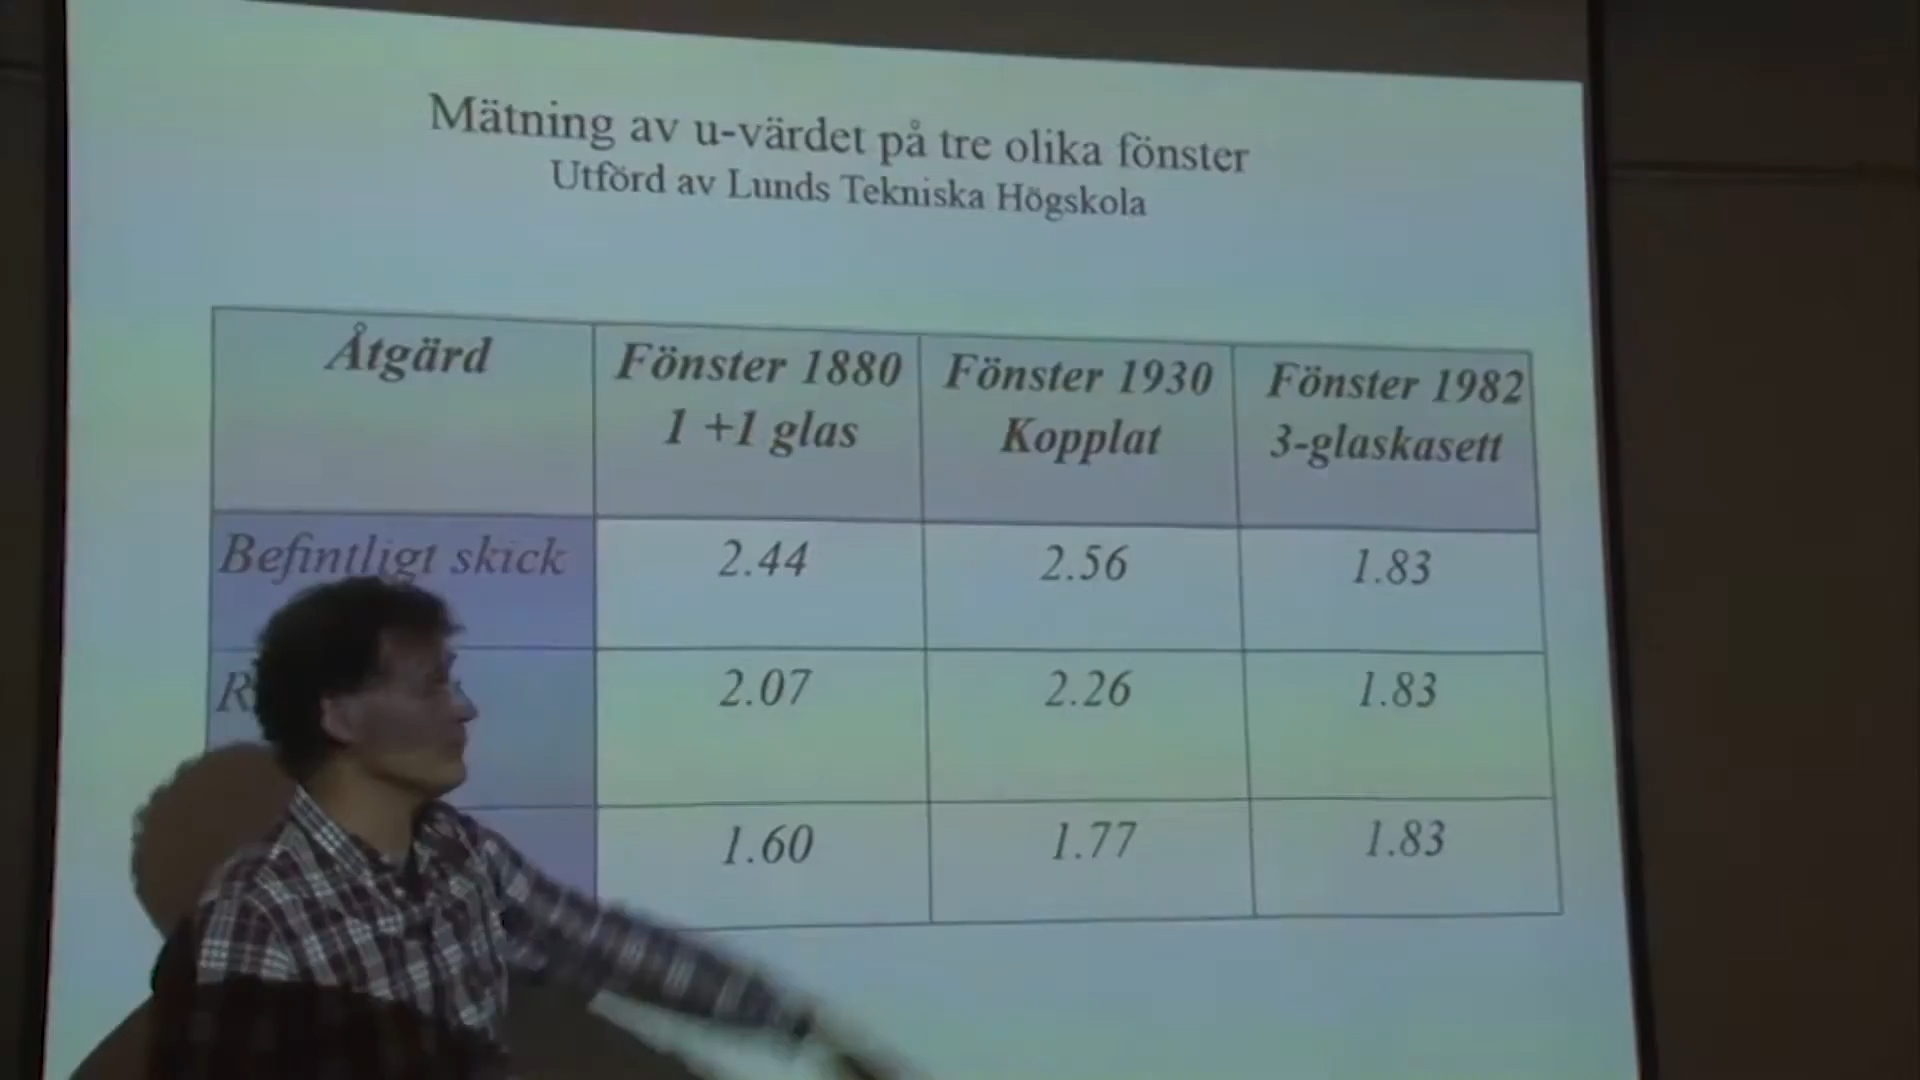 Mätning av u-värdet på tre olika fönster
Utförd av Lunds Tekniska Högskola
Åtgärd
Fönster 1880
1 +1 glas
Fönster 1930
Kopplat
Fönster 1982
3-glaskasett
Befintligt skick
2.44
2.56
1.83
2.07
2.26
1.83
1.60
1.77
1.83